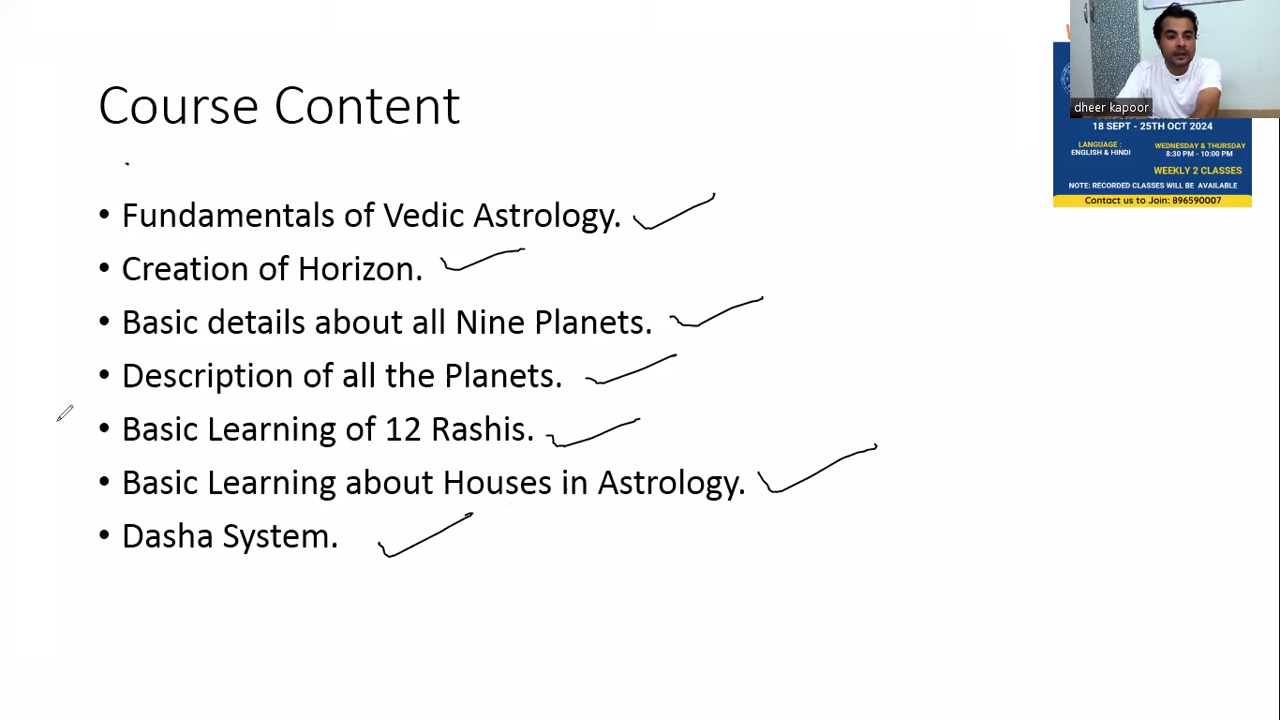 Course Content
• Fundamentals of Vedic Astrology.
• Creation of Horizon.
• Basic details about all Nine Planets.
• Description of all the Planets.
• Basic Learning of 12 Rashis.
• Basic Learning about Houses in Astrology.
• Dasha System.
dheer kapoor
18 SEPT - 25TH OCT 2024
LANGUAGE :
ENGLISH & HINDI
WEDNESDAY & THURSDAY
8:30 PM - 10:00 PM
WEEKLY 2 CLASSES
NOTE: RECORDED CLASSES WILL BE AVAILABLE
Contact us to Join: 896590007